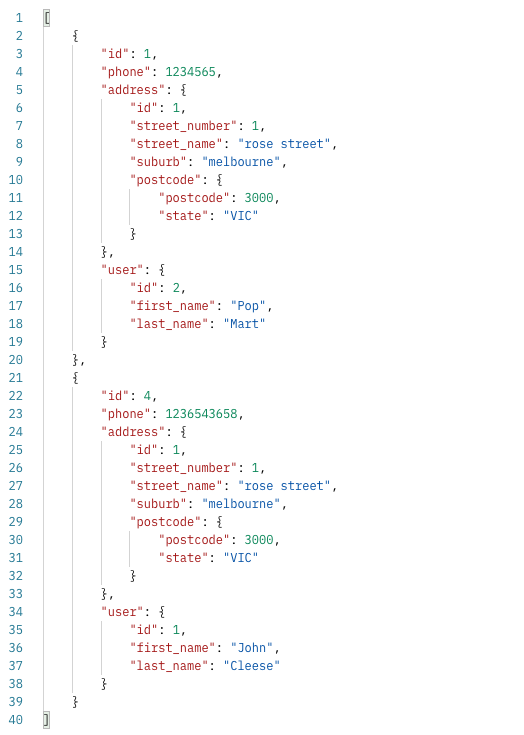 1 [
2     {
3         "id": 1,
4         "phone": 1234565,
5         "address": {
6             "id": 1,
7             "street_number": 1,
8             "street_name": "rose street",
9             "suburb": "melbourne",
10             "postcode": {
11                 "postcode": 3000,
12                 "state": "VIC"
13             }
14         },
15         "user": {
16             "id": 2,
17             "first_name": "Pop",
18             "last_name": "Mart"
19         }
20     },
21     {
22         "id": 4,
23         "phone": 1236543658,
24         "address": {
25             "id": 1,
26             "street_number": 1,
27             "street_name": "rose street",
28             "suburb": "melbourne",
29             "postcode": {
30                 "postcode": 3000,
31                 "state": "VIC"
32             }
33         },
34         "user": {
35             "id": 1,
36             "first_name": "John",
37             "last_name": "Cleese"
38         }
39     }
40 ]